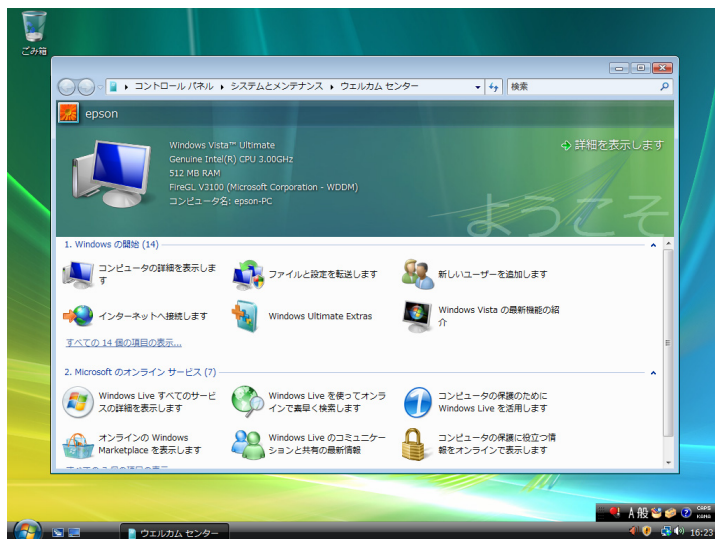 ごみ箱
コントロール パネル ▸ システムとメンテナンス ▸ ウエルカム センター
検索
epson
Windows Vista™ Ultimate
Genuine Intel(R) CPU 3.00GHz
512 MB RAM
FireGL V3100 (Microsoft Corporation - WDDM)
コンピュータ名: epson-PC
詳細を表示します
ようこそ
1. Windows の開始 (14)
コンピュータの詳細を表示しま
す
ファイルと設定を転送します
新しいユーザーを追加します
インターネットへ接続します
Windows Ultimate Extras
Windows Vista の最新機能の紹
介
すべての 14 個の項目の表示...
2. Microsoft のオンライン サービス (7)
Windows Live すべてのサービ
スの詳細を表示します
Windows Live を使ってオンラ
インで素早く検索します
コンピュータの保護のために
Windows Live を活用します
オンラインの Windows
Marketplace を表示します
Windows Live のコミュニケー
ションと共有の最新情報
コンピュータの保護に役立つ情
報をオンラインで表示します
A 般
CAPS
KANA
ウエルカム センター
16:23